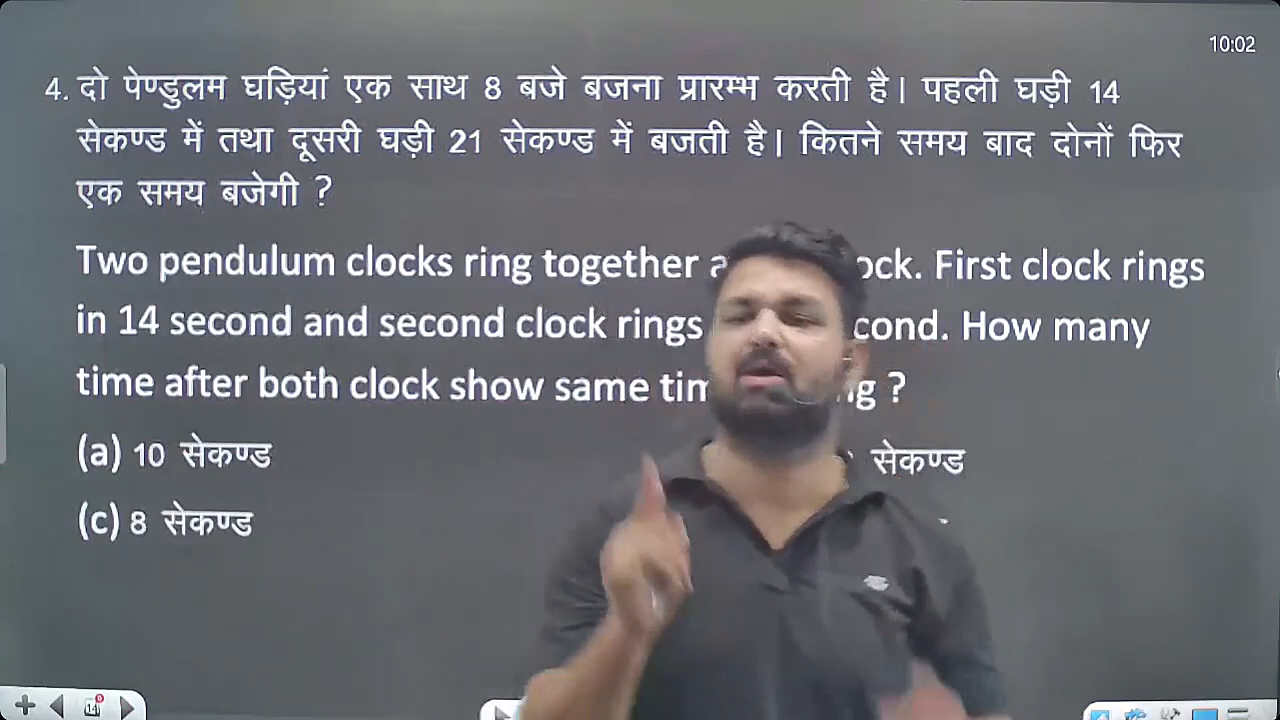 10:02
4. दो पेण्डुलम घड़ियां एक साथ 8 बजे बजना प्रारम्भ करती है। पहली घड़ी 14
सेकण्ड में तथा दूसरी घड़ी 21 सेकण्ड में बजती है। कितने समय बाद दोनों फिर
एक समय बजेगी ?
Two pendulum clocks ring together ock. First clock rings
in 14 second and second clock rings cond. How many
time after both clock show same tim g ?
(a) 10 सेकण्ड सेकण्ड
(c) 8 सेकण्ड